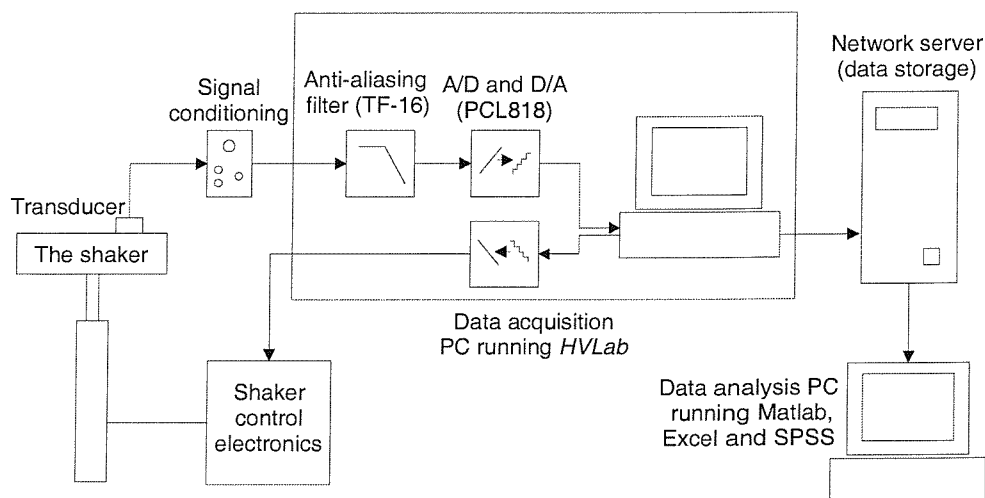 Network server
(data storage)
Signal
conditioning
Anti-aliasing
filter (TF-16)
A/D and D/A
(PCL818)
Transducer
The shaker
Data acquisition
PC running HVLab
Shaker
control
electronics
Data analysis PC
running Matlab,
Excel and SPSS